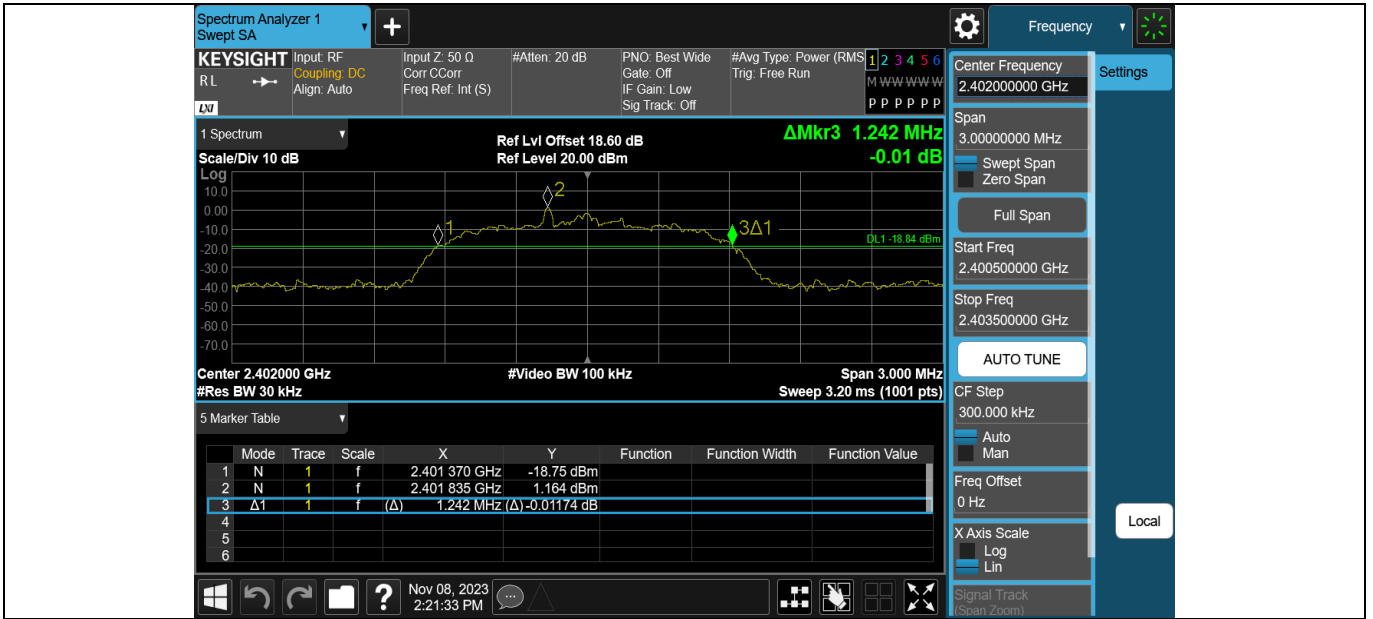 Spectrum Analyzer 1
Swept SA
+
Frequency
KEYSIGHT
R L
LXI
Input: RF
Coupling: DC
Align: Auto
Input Z: 50 Ω
Corr CCorr
Freq Ref: Int (S)
#Atten: 20 dB
PNO: Best Wide
Gate: Off
IF Gain: Low
Sig Track: Off
#Avg Type: Power (RMS
Trig: Free Run
1 2 3 4 5 6
M W W W W W
P P P P P P
1 Spectrum
Scale/Div 10 dB
Log
Ref Lvl Offset 18.60 dB
Ref Level 20.00 dBm
ΔMkr3 1.242 MHz
-0.01 dB
10.0
0.00
-10.0
-20.0
-30.0
-40.0
-50.0
-60.0
-70.0
1
2
3Δ1
DL1 -18.84 dBm
Center 2.402000 GHz
#Video BW 100 kHz
Span 3.000 MHz
#Res BW 30 kHz
Sweep 3.20 ms (1001 pts)
5 Marker Table
Mode Trace Scale X Y Function Function Width Function Value
1 N 1 f 2.401 370 GHz -18.75 dBm
2 N 1 f 2.401 835 GHz 1.164 dBm
3 Δ1 1 f (Δ) 1.242 MHz (Δ) -0.01174 dB
4
5
6
?
Nov 08, 2023
2:21:33 PM
Center Frequency
2.402000000 GHz
Settings
Span
3.00000000 MHz
Swept Span
Zero Span
Full Span
Start Freq
2.400500000 GHz
Stop Freq
2.403500000 GHz
AUTO TUNE
CF Step
300.000 kHz
Auto
Man
Freq Offset
0 Hz
X Axis Scale
Log
Lin
Signal Track
(Span Zoom)
Local